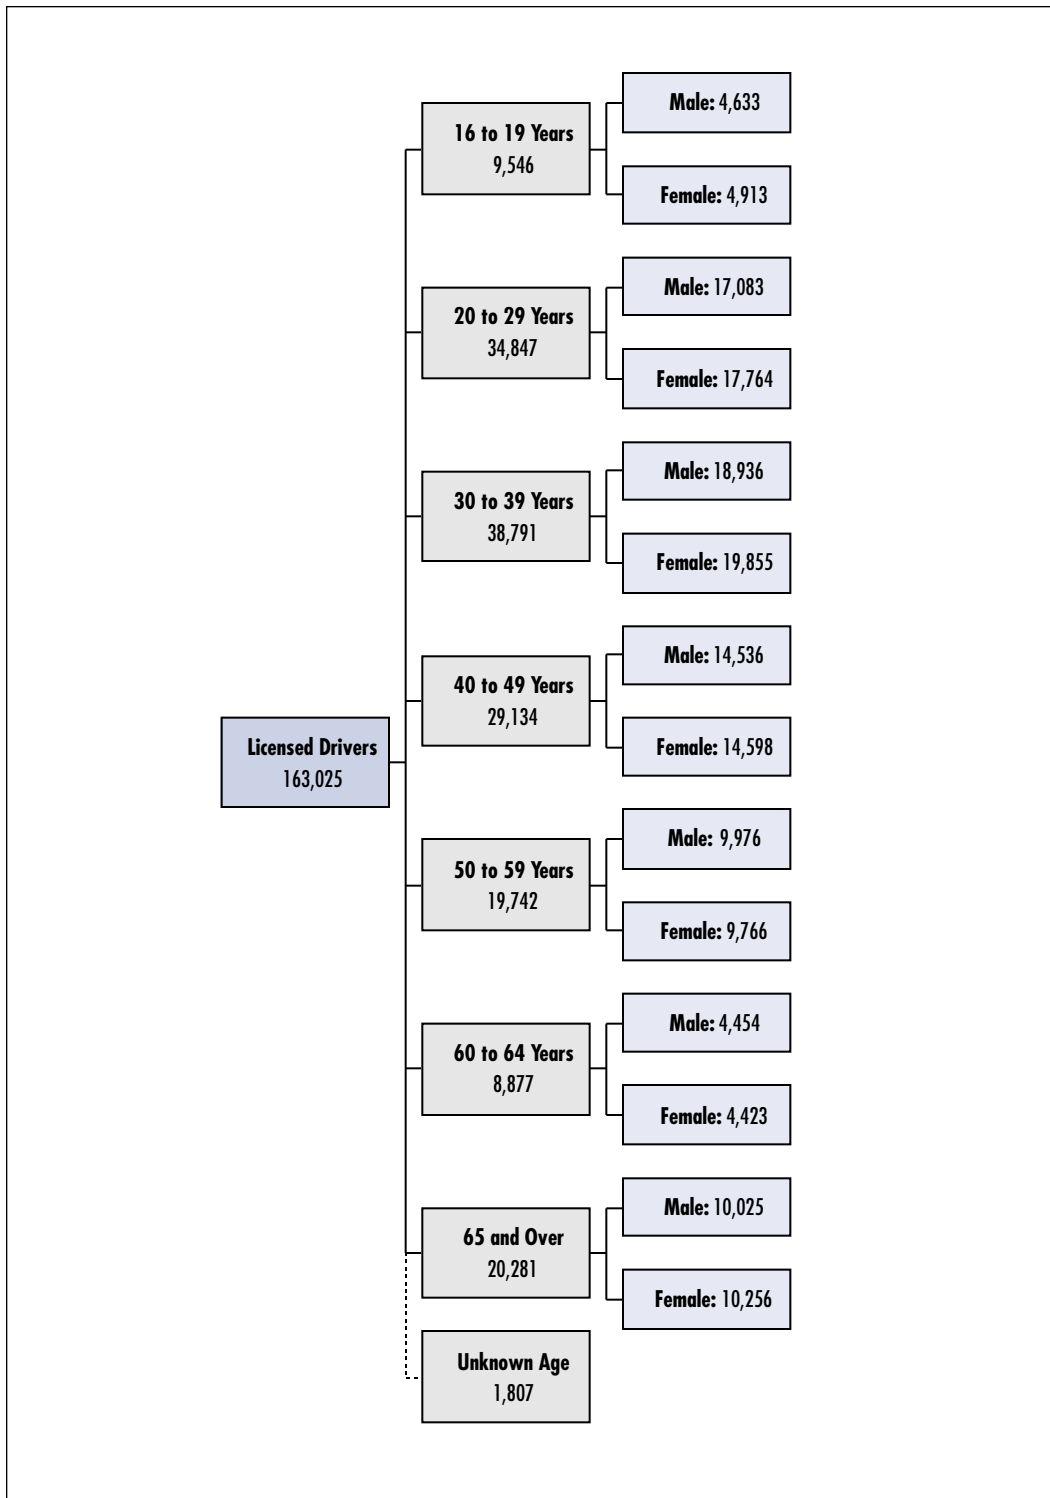 Licensed Drivers
163,025
16 to 19 Years
9,546
Male: 4,633
Female: 4,913
20 to 29 Years
34,847
Male: 17,083
Female: 17,764
30 to 39 Years
38,791
Male: 18,936
Female: 19,855
40 to 49 Years
29,134
Male: 14,536
Female: 14,598
50 to 59 Years
19,742
Male: 9,976
Female: 9,766
60 to 64 Years
8,877
Male: 4,454
Female: 4,423
65 and Over
20,281
Male: 10,025
Female: 10,256
Unknown Age
1,807